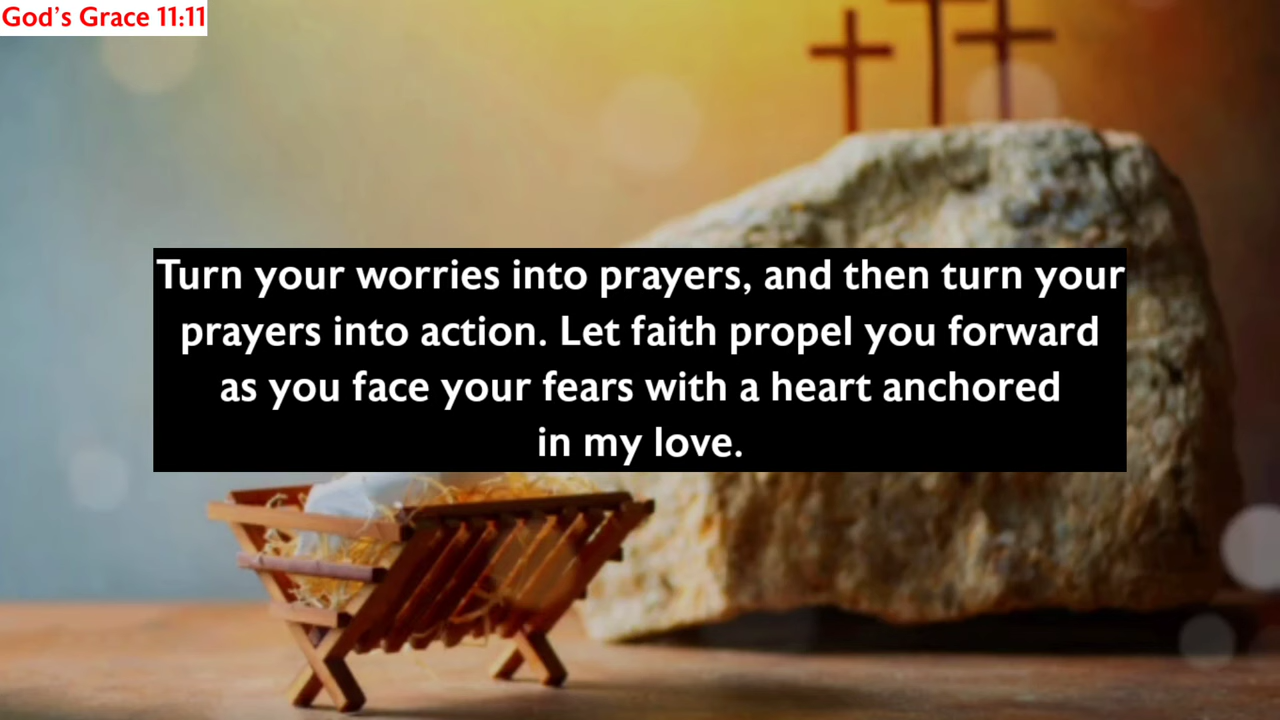 God's Grace 11:11
Turn your worries into prayers, and then turn your
prayers into action. Let faith propel you forward
as you face your fears with a heart anchored
in my love.